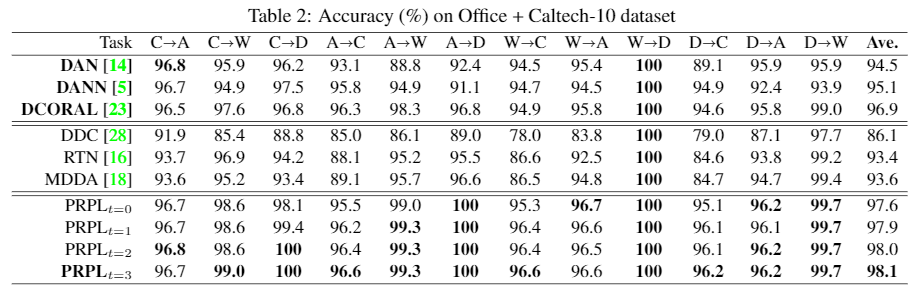 Table 2: Accuracy (%) on Office + Caltech-10 dataset
Task C→A C→W C→D A→C A→W A→D W→C W→A W→D D→C D→A D→W Ave.
DAN [14] 96.8 95.9 96.2 93.1 88.8 92.4 94.5 95.4 100 89.1 95.9 95.9 94.5
DANN [5] 96.7 94.9 97.5 95.8 94.9 91.1 94.7 94.5 100 94.9 92.4 93.9 95.1
DCORAL [23] 96.5 97.6 96.8 96.3 98.3 96.8 94.9 95.8 100 94.6 95.8 99.0 96.9
DDC [28] 91.9 85.4 88.8 85.0 86.1 89.0 78.0 83.8 100 79.0 87.1 97.7 86.1
RTN [16] 93.7 96.9 94.2 88.1 95.2 95.5 86.6 92.5 100 84.6 93.8 99.2 93.4
MDDA [18] 93.6 95.2 93.4 89.1 95.7 96.6 86.5 94.8 100 84.7 94.7 99.4 93.6
PRPLt=0 96.7 98.6 98.1 95.5 99.0 100 95.3 96.7 100 95.1 96.2 99.7 97.6
PRPLt=1 96.7 98.6 99.4 96.2 99.3 100 96.4 96.6 100 96.1 96.1 99.7 97.9
PRPLt=2 96.8 98.6 100 96.4 99.3 100 96.4 96.5 100 96.1 96.2 99.7 98.0
PRPLt=3 96.7 99.0 100 96.6 99.3 100 96.6 96.6 100 96.2 96.2 99.7 98.1